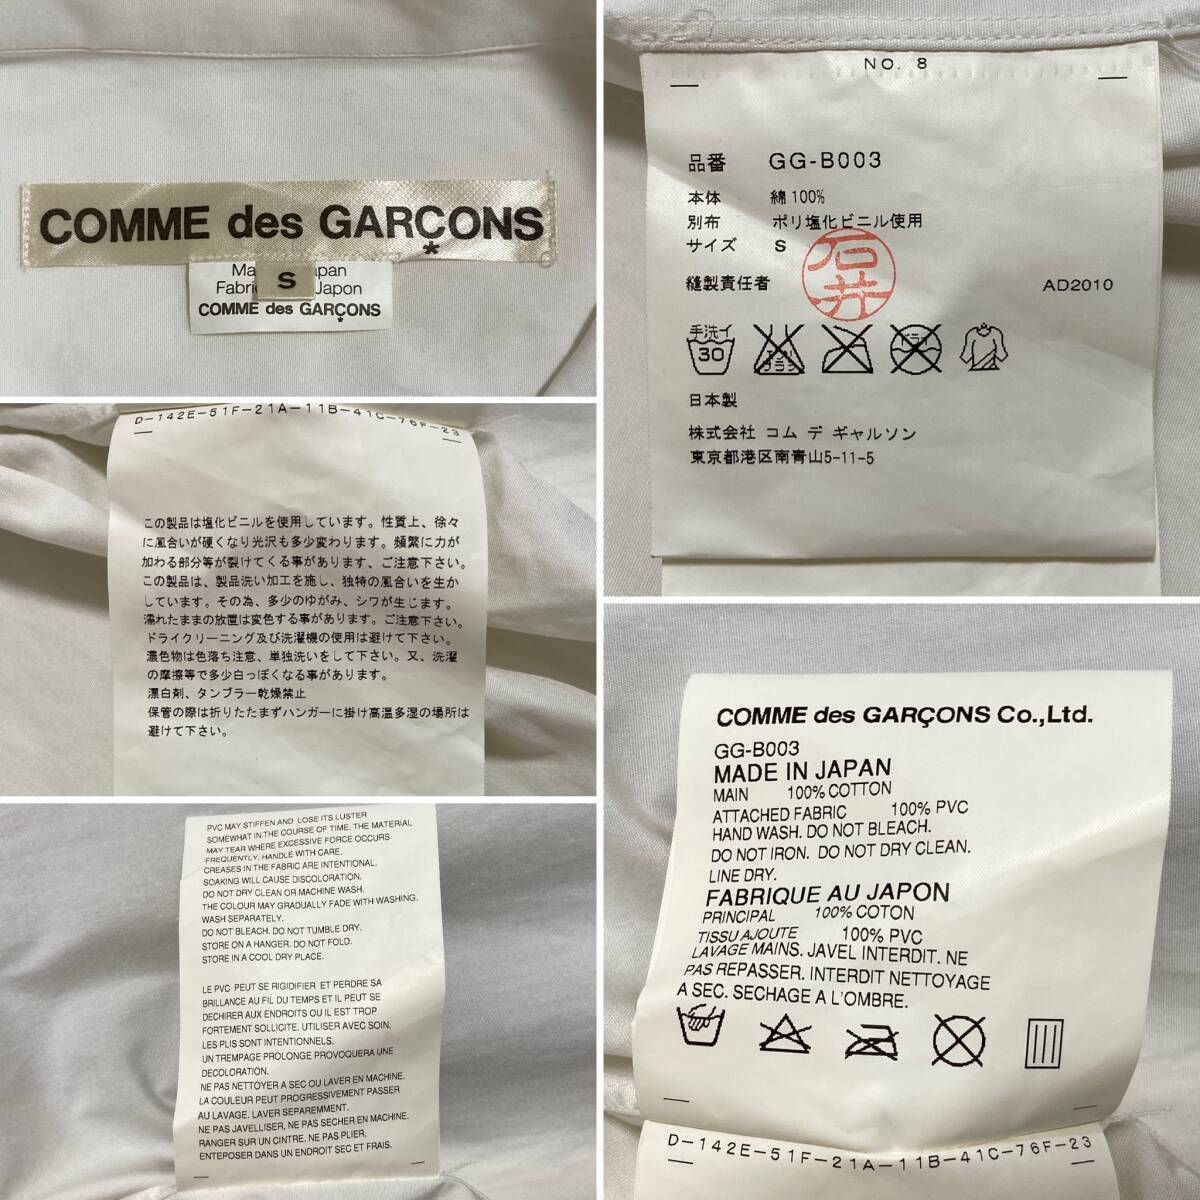 COMME des GARÇONS
S
Ma pan
Fabri Japon
COMME des GARÇONS
NO. 8
品番 GG-B003
本体 綿100%
別布 ポリ塩化ビニル使用
サイズ S
石井
縫製責任者
AD2010
手洗イ
30
エンソ
サラシ
ドライ
日本製
株式会社 コム デ ギャルソン
東京都港区南青山5-11-5
D-142E-51F-21A-11B-41C-76F-23
この製品は塩化ビニルを使用しています。性質上、徐々
に風合いが硬くなり光沢も多少変わります。頻繁に力が
加わる部分等が裂けてくる事があります、ご注意下さい。
この製品は、製品洗い加工を施し、独特の風合いを生か
しています。その為、多少のゆがみ、シワが生じます。
濡れたままの放置は変色する事があります。ご注意下さい。
ドライクリーニング及び洗濯機の使用は避けて下さい。
濃色物は色落ち注意、単独洗いをして下さい。又、洗濯
の摩擦等で多少白っぽくなる事があります。
漂白剤、タンブラー乾燥禁止
保管の際は折りたたまずハンガーに掛け高温多湿の場所は
避けて下さい。
PVC MAY STIFFEN AND LOSE ITS LUSTER
SOMEWHAT IN THE COURSE OF TIME. THE MATERIAL
MAY TEAR WHERE EXCESSIVE FORCE OCCURS
FREQUENTLY. HANDLE WITH CARE.
CREASES IN THE FABRIC ARE INTENTIONAL.
SOAKING WILL CAUSE DISCOLORATION.
DO NOT DRY CLEAN OR MACHINE WASH.
THE COLOUR MAY GRADUALLY FADE WITH WASHING.
WASH SEPARATELY.
DO NOT BLEACH. DO NOT TUMBLE DRY.
STORE ON A HANGER. DO NOT FOLD.
STORE IN A COOL DRY PLACE.
LE PVC PEUT SE RIGIDIFIER ET PERDRE SA
BRILLANCE AU FIL DU TEMPS ET IL PEUT SE
DECHIRER AUX ENDROITS OU IL EST TROP
FORTEMENT SOLLICITE. UTILISER AVEC SOIN.
LES PLIS SONT INTENTIONNELS.
UN TREMPAGE PROLONGE PROVOQUERA UNE
DECOLORATION.
NE PAS NETTOYER A SEC OU LAVER EN MACHINE.
LA COULEUR PEUT PROGRESSIVEMENT PASSER
AU LAVAGE. LAVER SEPAREMMENT.
NE PAS JAVELLISER, NE PAS SECHER EN MACHINE.
RANGER SUR UN CINTRE. NE PAS PLIER.
ENTEPOSER DANS UN ENDROIT SEC ET FRAIS.
COMME des GARÇONS Co.,Ltd.
GG-B003
MADE IN JAPAN
MAIN 100% COTTON
ATTACHED FABRIC 100% PVC
HAND WASH. DO NOT BLEACH.
DO NOT IRON. DO NOT DRY CLEAN.
LINE DRY.
FABRIQUE AU JAPON
PRINCIPAL 100% COTON
TISSU AJOUTE 100% PVC
LAVAGE MAINS. JAVEL INTERDIT. NE
PAS REPASSER. INTERDIT NETTOYAGE
A SEC. SECHAGE A L'OMBRE.
D-142E-51F-21A-11B-41C-76F-23